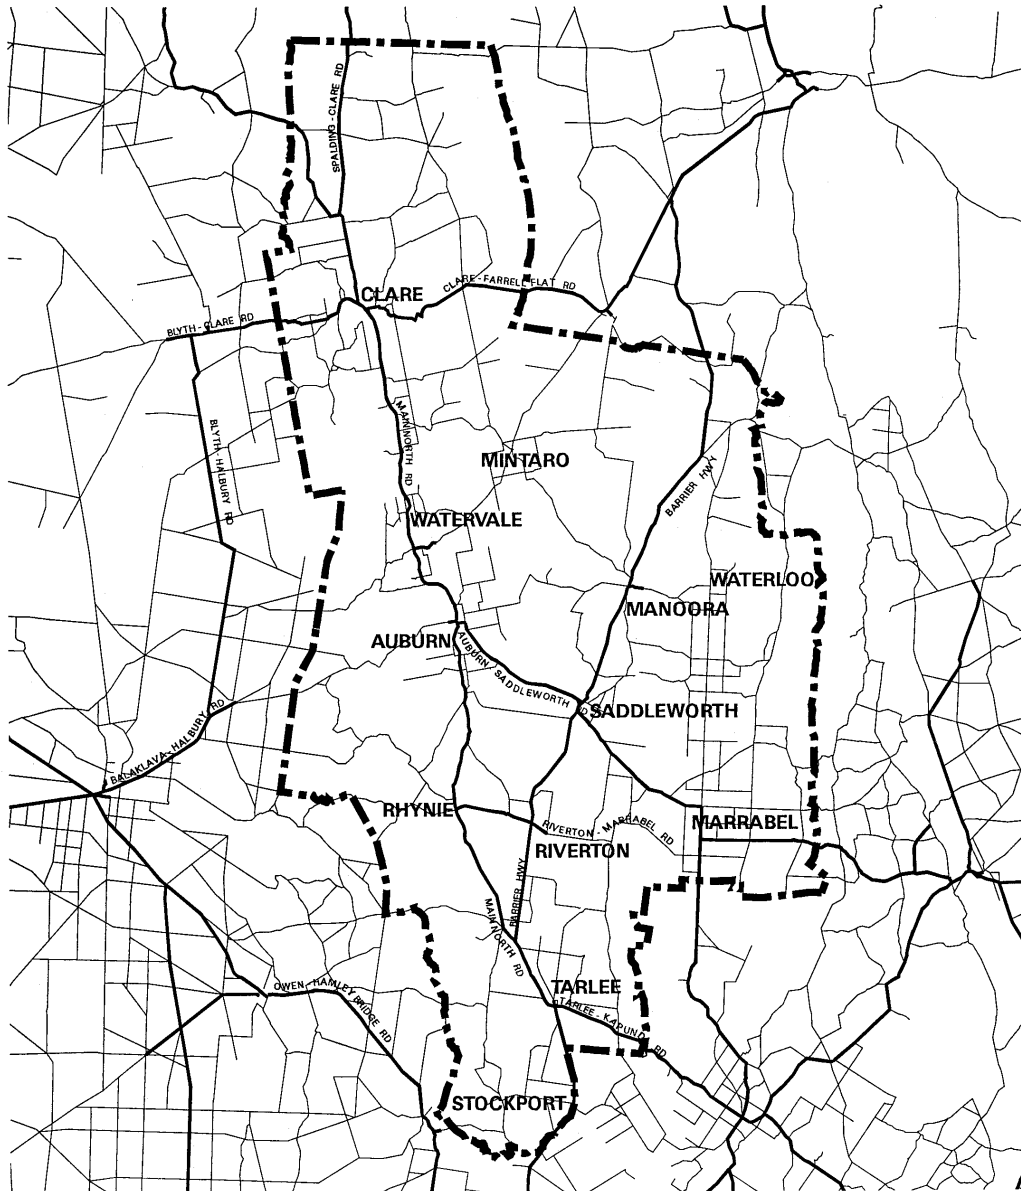 SPALDING - CLARE RD
CLARE - FARRELL FLAT RD
CLARE
BLYTH - CLARE RD
MAIN NORTH RD
BLYTH - HALBURY RD
MINTARO
BARRIER HWY
WATERVALE
WATERLOO
MANOORA
AUBURN
AUBURN - SADDLEWORTH RD
SADDLEWORTH
BALAKLAVA - HALBURY RD
RHYNIE
RIVERTON - MARRABEL RD
MARRABEL
RIVERTON
BARRIER HWY
MAIN NORTH RD
OWEN - HAMLEY BRIDGE RD
TARLEE
TARLEE - KAPUNDA RD
STOCKPORT